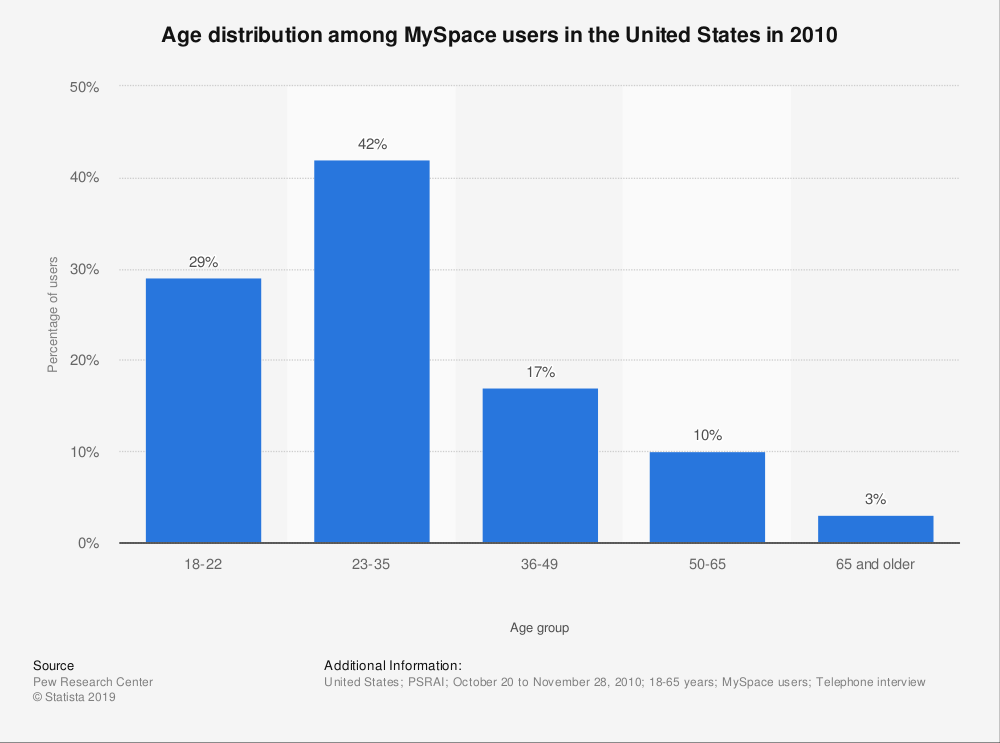 Age distribution among MySpace users in the United States in 2010
50%
40%
30%
20%
10%
0%
Percentage of users
29%
42%
17%
10%
3%
18-22
23-35
36-49
50-65
65 and older
Age group
Source
Pew Research Center
© Statista 2019
Additional Information:
United States; PSRAI; October 20 to November 28, 2010; 18-65 years; MySpace users; Telephone interview